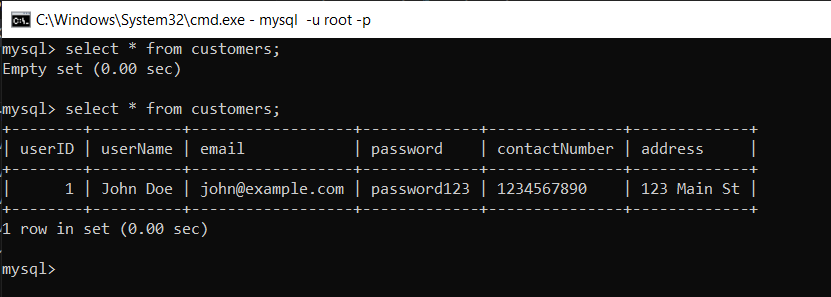 C:\Windows\System32\cmd.exe - mysql  -u root -p
mysql> select * from customers;
Empty set (0.00 sec)
mysql> select * from customers;
+--------+----------+------------------+-------------+---------------+-------------+
| userID | userName | email            | password    | contactNumber | address     |
+--------+----------+------------------+-------------+---------------+-------------+
|      1 | John Doe | john@example.com | password123 | 1234567890    | 123 Main St |
+--------+----------+------------------+-------------+---------------+-------------+
1 row in set (0.00 sec)
mysql>